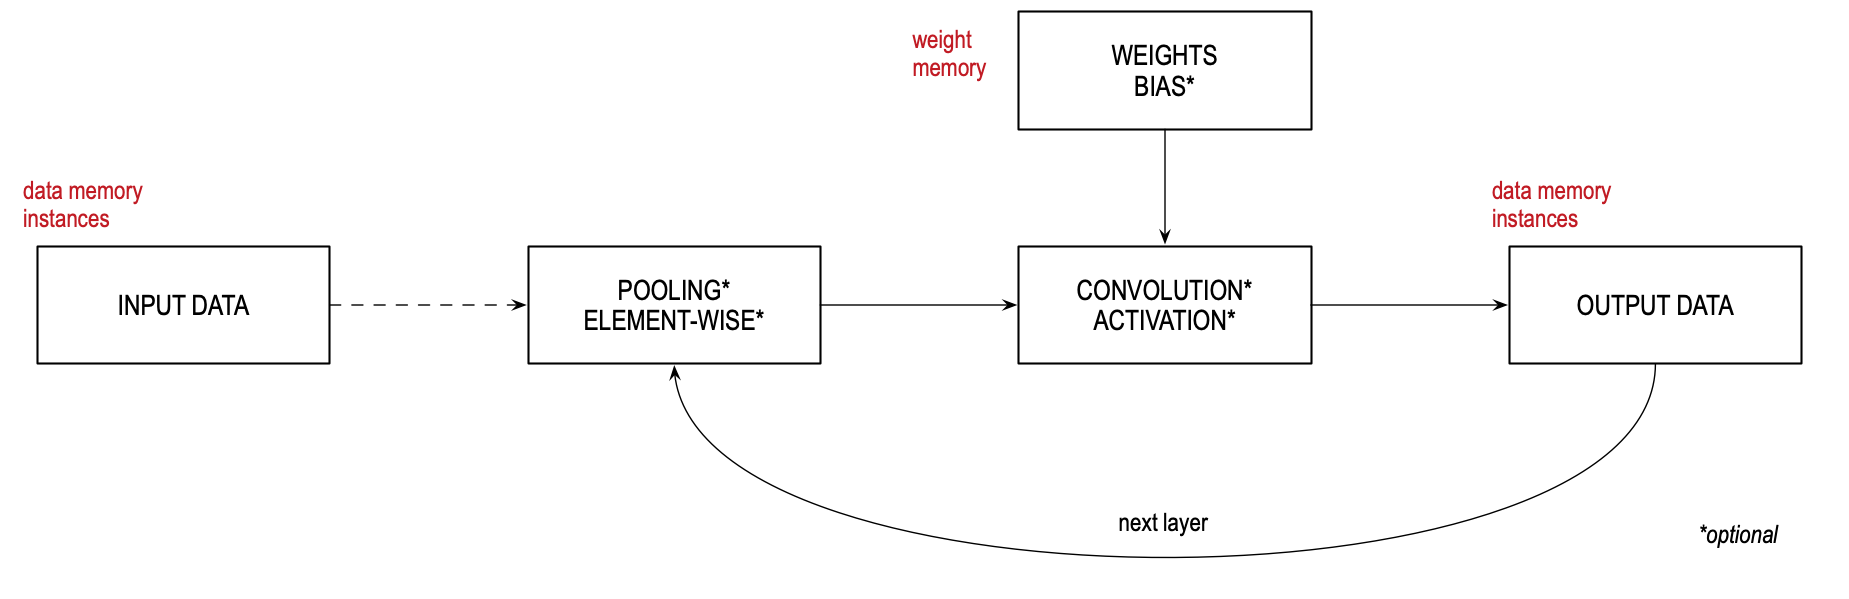 weight
memory
WEIGHTS
BIAS*
data memory
instances
INPUT DATA
POOLING*
ELEMENT-WISE*
CONVOLUTION*
ACTIVATION*
data memory
instances
OUTPUT DATA
next layer
*optional